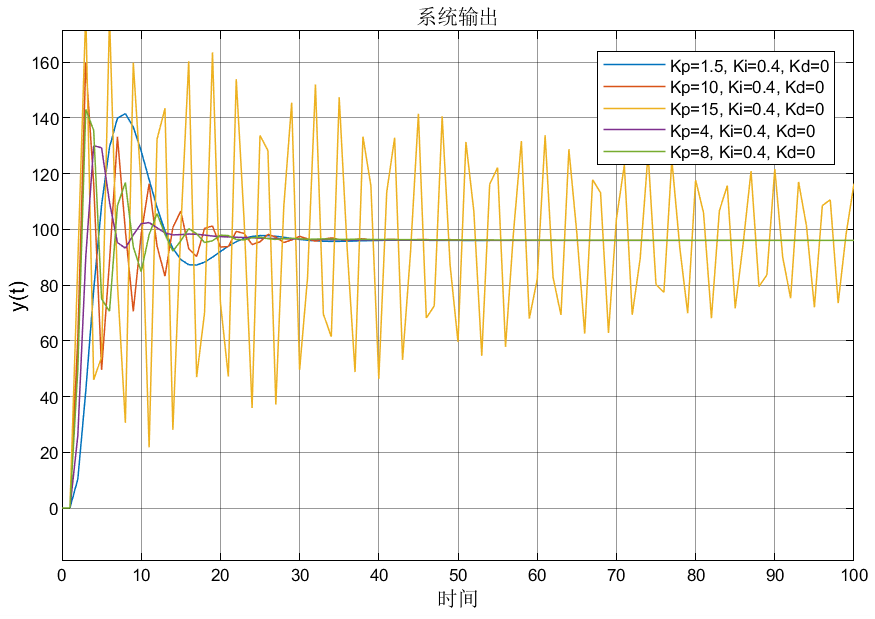 系统输出
160
140
120
100
80
60
40
20
0
y(t)
Kp=1.5, Ki=0.4, Kd=0
Kp=10, Ki=0.4, Kd=0
Kp=15, Ki=0.4, Kd=0
Kp=4, Ki=0.4, Kd=0
Kp=8, Ki=0.4, Kd=0
0 10 20 30 40 50 60 70 80 90 100
时间